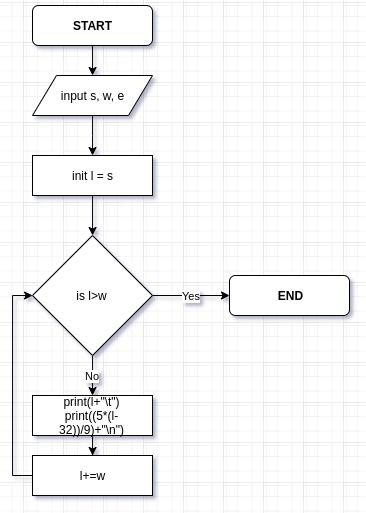 START
input s, w, e
init l = s
is l>w
Yes
END
No
print(l+"\t")
print((5*(l-
32))/9)+"\n")
l+=w